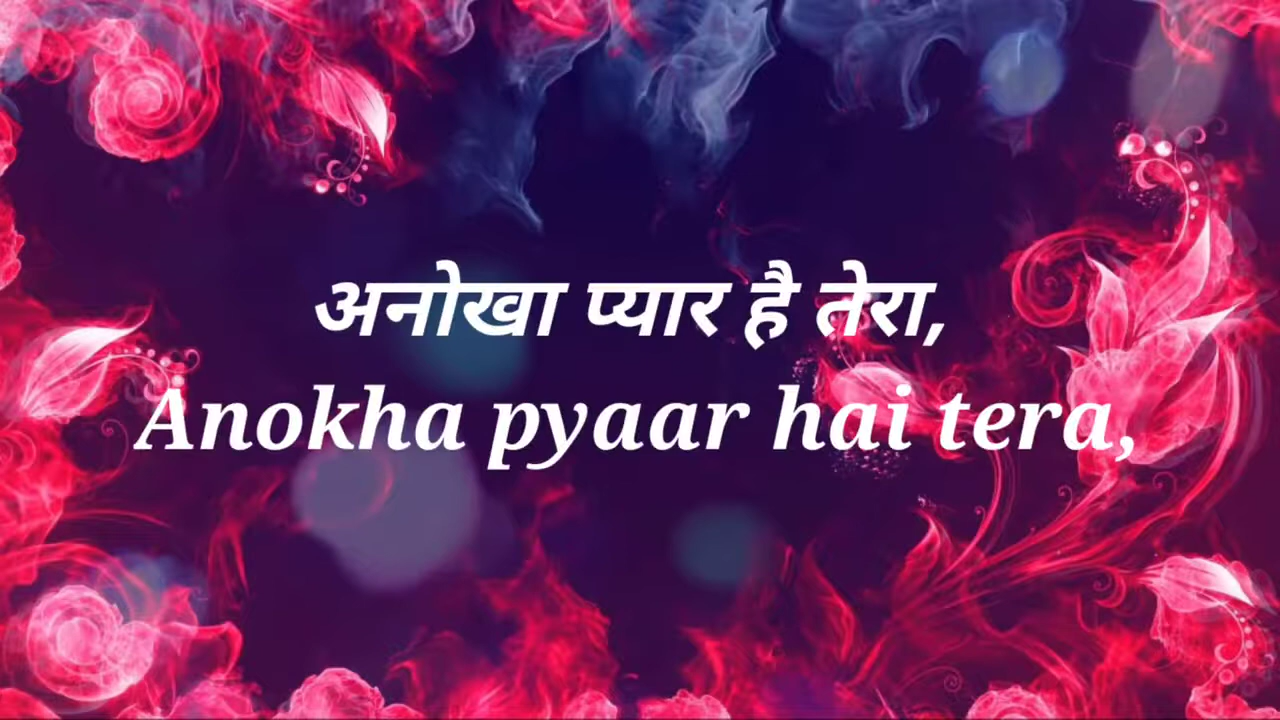 अनोखा प्यार है तेरा,
Anokha pyaar hai tera,